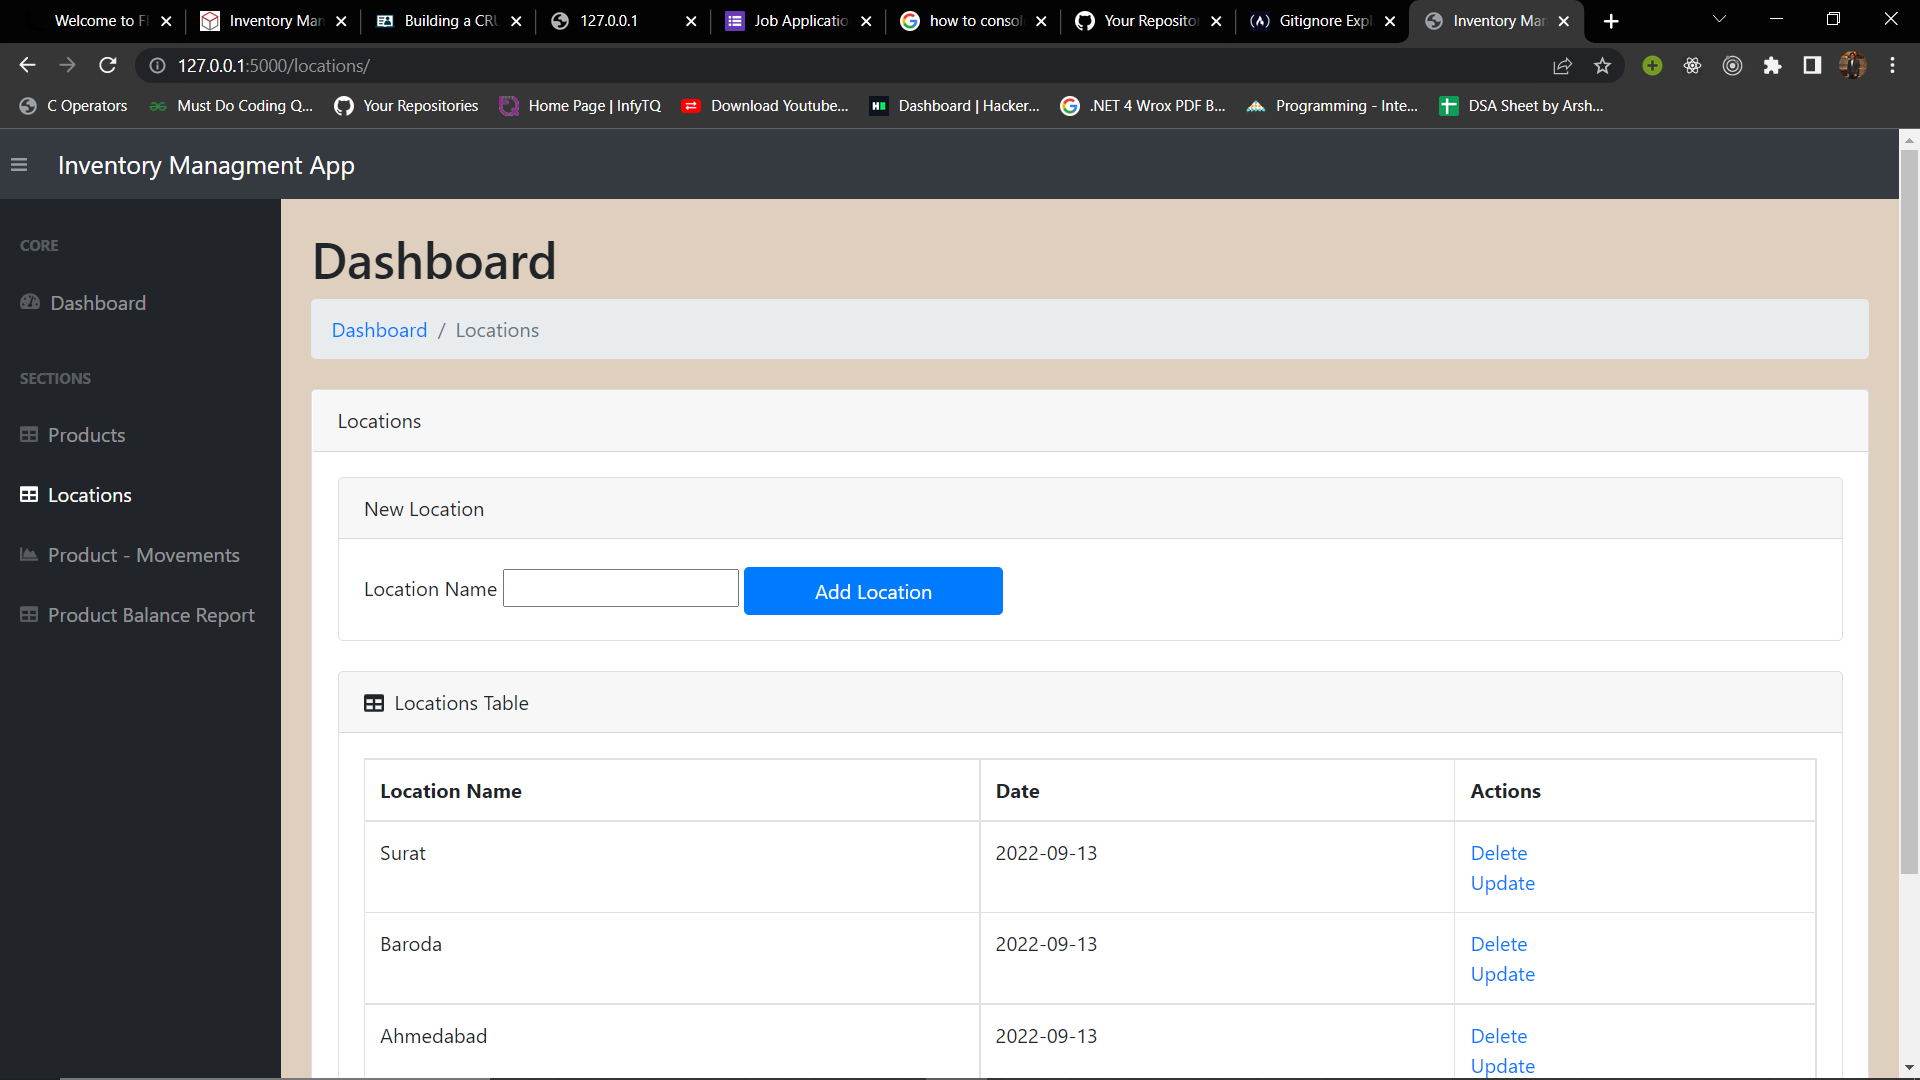 Welcome to Fl
Inventory Man
Building a CRU
127.0.0.1
Job Applicatio
how to consol
Your Reposito
Gitignore Expl
Inventory Man
127.0.0.1:5000/locations/
C Operators
Must Do Coding Q...
Your Repositories
Home Page | InfyTQ
Download Youtube...
Dashboard | Hacker...
.NET 4 Wrox PDF B...
Programming - Inte...
DSA Sheet by Arsh...
Inventory Managment App
CORE
Dashboard
SECTIONS
Products
Locations
Product - Movements
Product Balance Report
Dashboard
Dashboard / Locations
Locations
New Location
Location Name
Add Location
Locations Table
Location Name Date Actions
Surat 2022-09-13 Delete
Update
Baroda 2022-09-13 Delete
Update
Ahmedabad 2022-09-13 Delete
Update